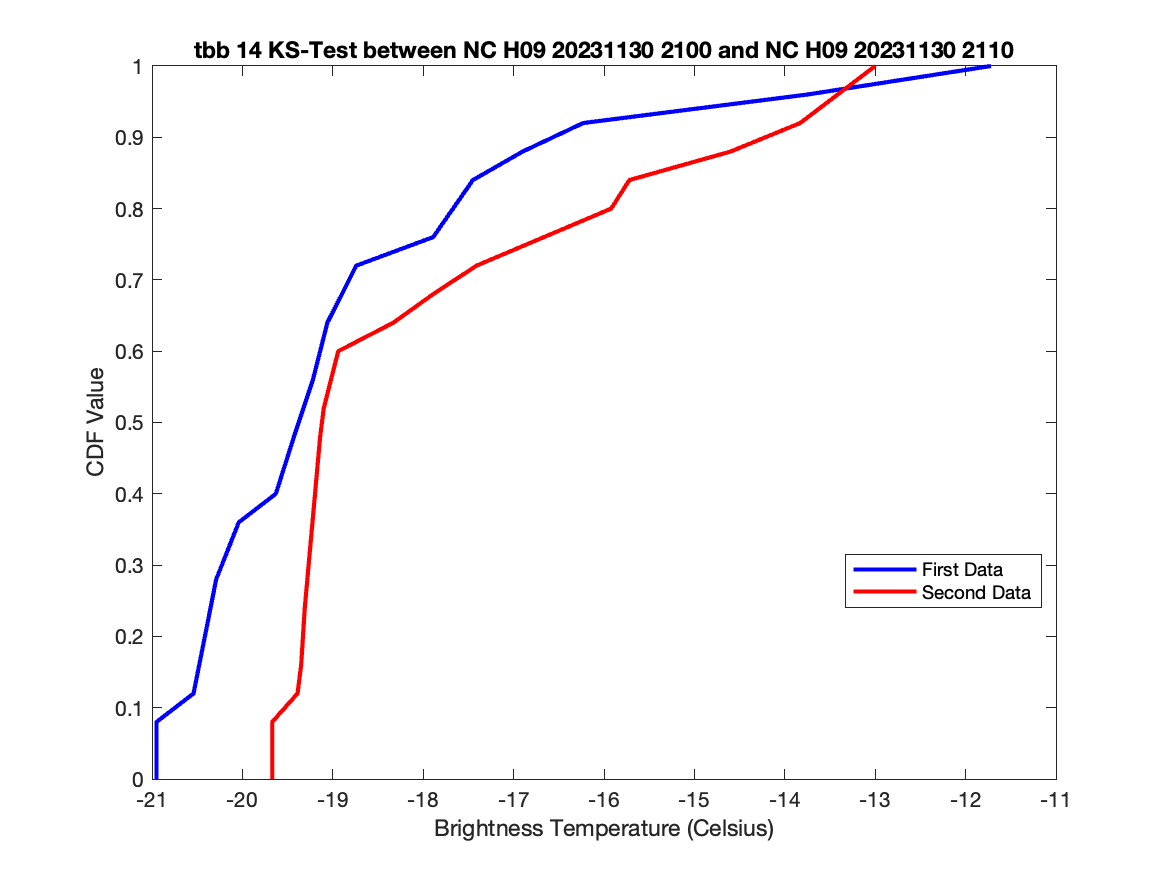 tbb 14 KS-Test between NC H09 20231130 2100 and NC H09 20231130 2110
1
0.9
0.8
0.7
0.6
0.5
0.4
0.3
0.2
0.1
0
CDF Value
First Data
Second Data
-21 -20 -19 -18 -17 -16 -15 -14 -13 -12 -11
Brightness Temperature (Celsius)